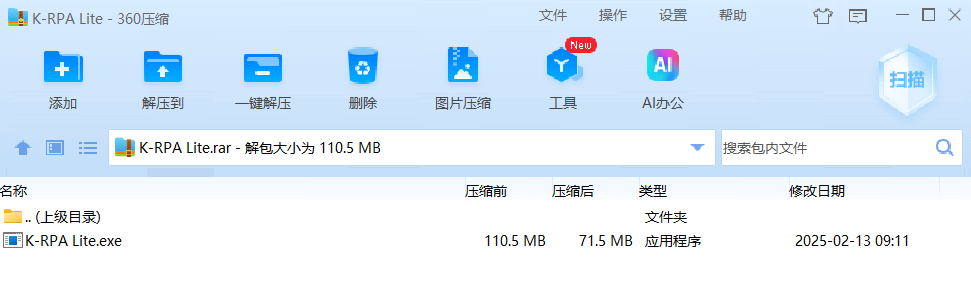 K-RPA Lite - 360压缩
文件 操作 设置 帮助
New
AI
添加 解压到 一键解压 删除 图片压缩 工具 AI办公
扫描
K-RPA Lite.rar - 解包大小为 110.5 MB
搜索包内文件
名称 压缩前 压缩后 类型 修改日期
.. (上级目录) 文件夹
K-RPA Lite.exe 110.5 MB 71.5 MB 应用程序 2025-02-13 09:11